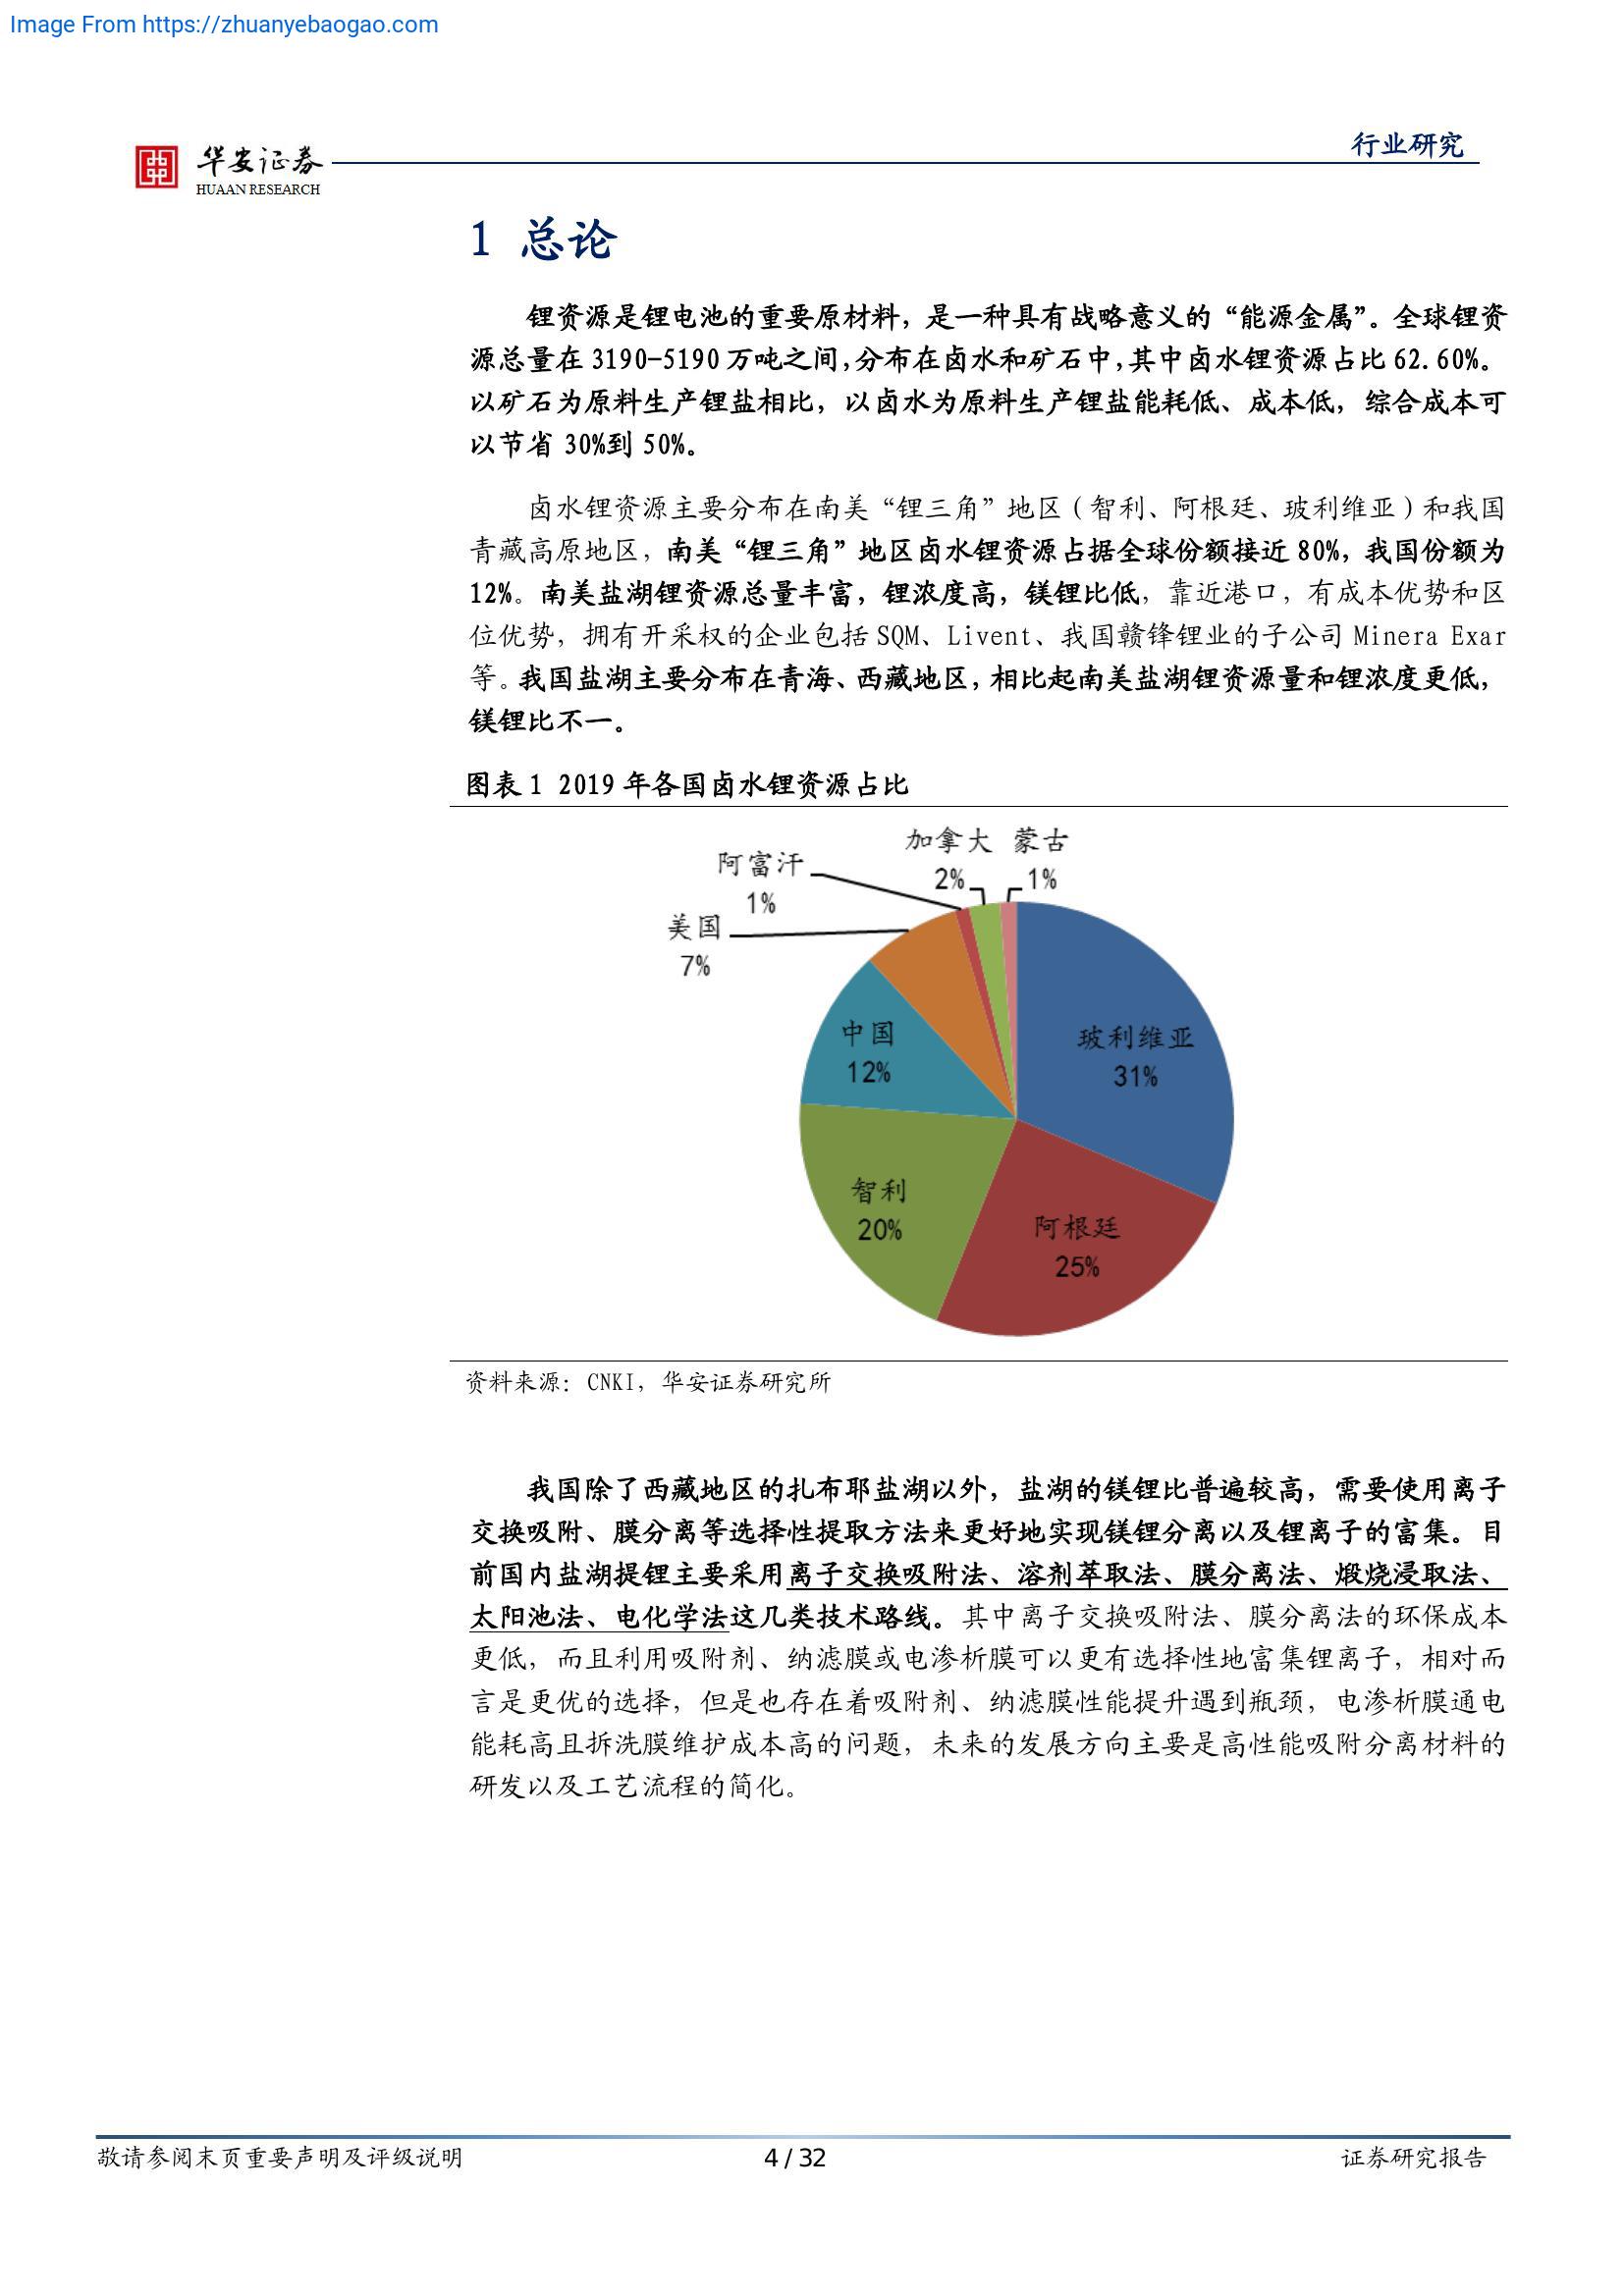 Image From https://zhuanyebaogao.com
华安证券
HUAAN RESEARCH
行业研究
1 总论
锂资源是锂电池的重要原材料，是一种具有战略意义的“能源金属”。全球锂资
源总量在 3190-5190 万吨之间，分布在卤水和矿石中，其中卤水锂资源占比 62.60%。
以矿石为原料生产锂盐相比，以卤水为原料生产锂盐能耗低、成本低，综合成本可
以节省 30%到 50%。
卤水锂资源主要分布在南美“锂三角”地区（智利、阿根廷、玻利维亚）和我国
青藏高原地区，南美“锂三角”地区卤水锂资源占据全球份额接近 80%，我国份额为
12%。南美盐湖锂资源总量丰富，锂浓度高，镁锂比低，靠近港口，有成本优势和区
位优势，拥有开采权的企业包括 SQM、Livent、我国赣锋锂业的子公司 Minera Exar
等。我国盐湖主要分布在青海、西藏地区，相比起南美盐湖锂资源量和锂浓度更低，
镁锂比不一。
图表 1 2019 年各国卤水锂资源占比
加拿大 蒙古
2% 1%
阿富汗
1%
美国
7%
中国
12%
玻利维亚
31%
智利
20%
阿根廷
25%
资料来源：CNKI，华安证券研究所
我国除了西藏地区的扎布耶盐湖以外，盐湖的镁锂比普遍较高，需要使用离子
交换吸附、膜分离等选择性提取方法来更好地实现镁锂分离以及锂离子的富集。目
前国内盐湖提锂主要采用离子交换吸附法、溶剂萃取法、膜分离法、煅烧浸取法、
太阳池法、电化学法这几类技术路线。其中离子交换吸附法、膜分离法的环保成本
更低，而且利用吸附剂、纳滤膜或电渗析膜可以更有选择性地富集锂离子，相对而
言是更优的选择，但是也存在着吸附剂、纳滤膜性能提升遇到瓶颈，电渗析膜通电
能耗高且拆洗膜维护成本高的问题，未来的发展方向主要是高性能吸附分离材料的
研发以及工艺流程的简化。
敬请参阅末页重要声明及评级说明
4 / 32
证券研究报告